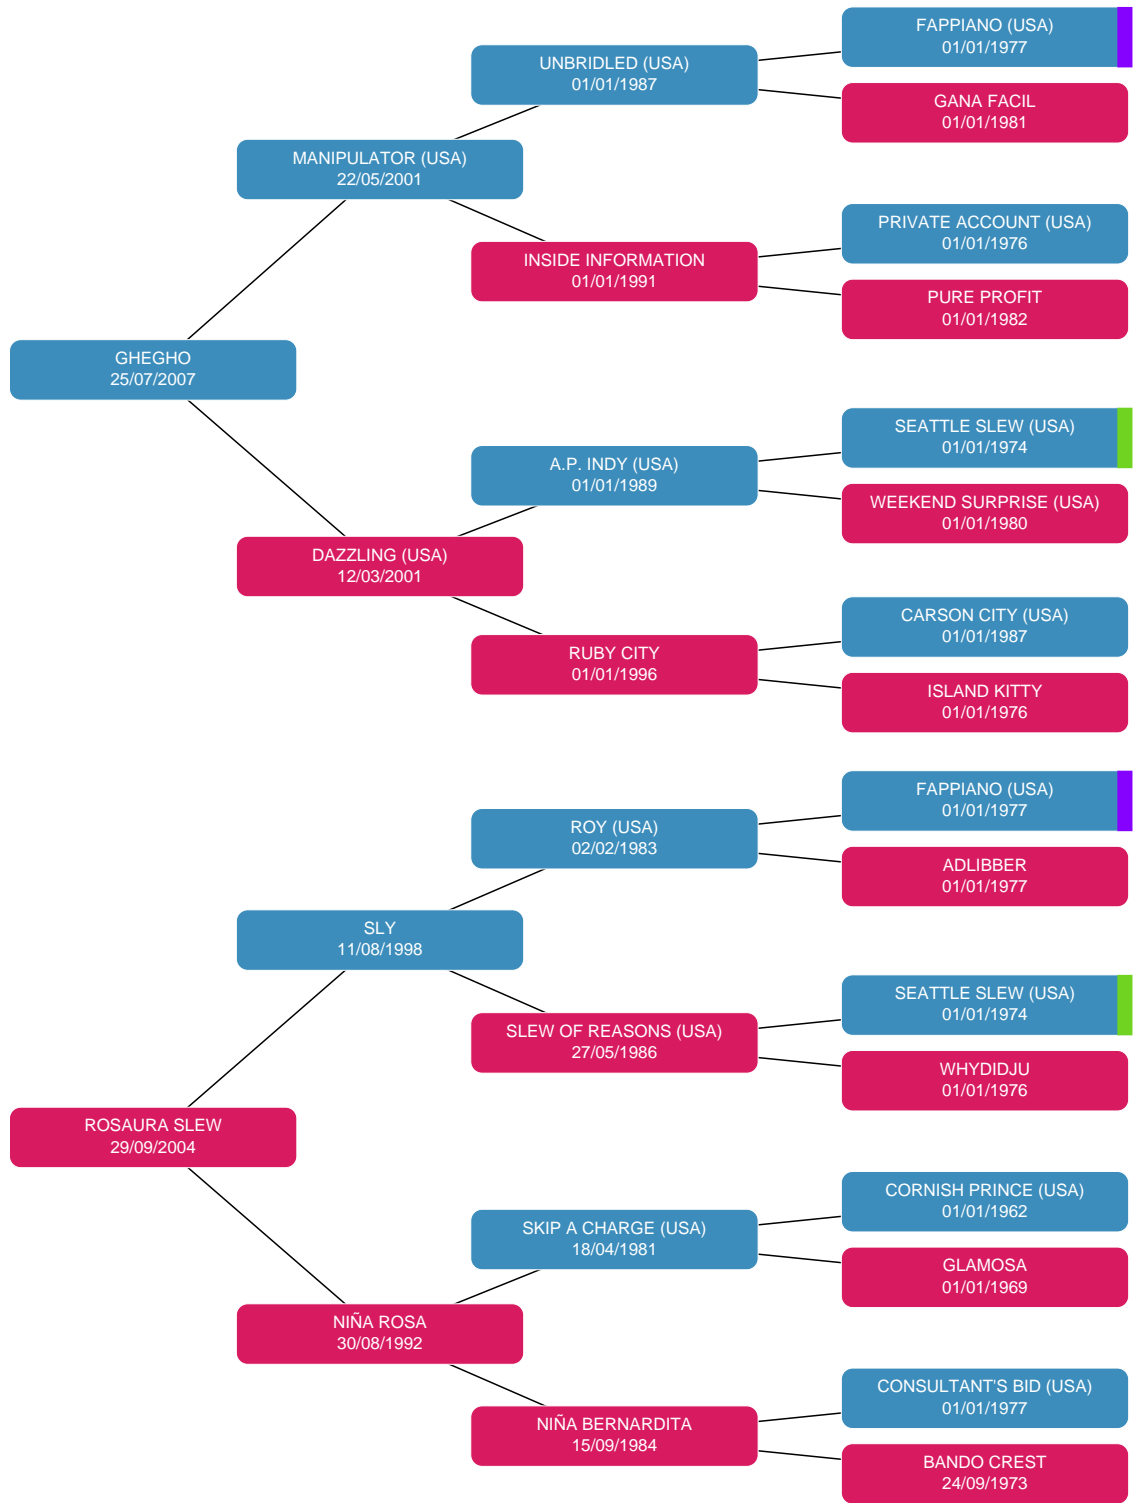 FAPPIANO (USA)
01/01/1977
UNBRIDLED (USA)
01/01/1987
GANA FACIL
01/01/1981
MANIPULATOR (USA)
22/05/2001
PRIVATE ACCOUNT (USA)
01/01/1976
INSIDE INFORMATION
01/01/1991
PURE PROFIT
01/01/1982
GHEGHO
25/07/2007
SEATTLE SLEW (USA)
01/01/1974
A.P. INDY (USA)
01/01/1989
WEEKEND SURPRISE (USA)
01/01/1980
DAZZLING (USA)
12/03/2001
CARSON CITY (USA)
01/01/1987
RUBY CITY
01/01/1996
ISLAND KITTY
01/01/1976
FAPPIANO (USA)
01/01/1977
ROY (USA)
02/02/1983
ADLIBBER
01/01/1977
SLY
11/08/1998
SEATTLE SLEW (USA)
01/01/1974
SLEW OF REASONS (USA)
27/05/1986
WHYDIDJU
01/01/1976
ROSAURA SLEW
29/09/2004
CORNISH PRINCE (USA)
01/01/1962
SKIP A CHARGE (USA)
18/04/1981
GLAMOSA
01/01/1969
NIÑA ROSA
30/08/1992
CONSULTANT'S BID (USA)
01/01/1977
NIÑA BERNARDITA
15/09/1984
BANDO CREST
24/09/1973